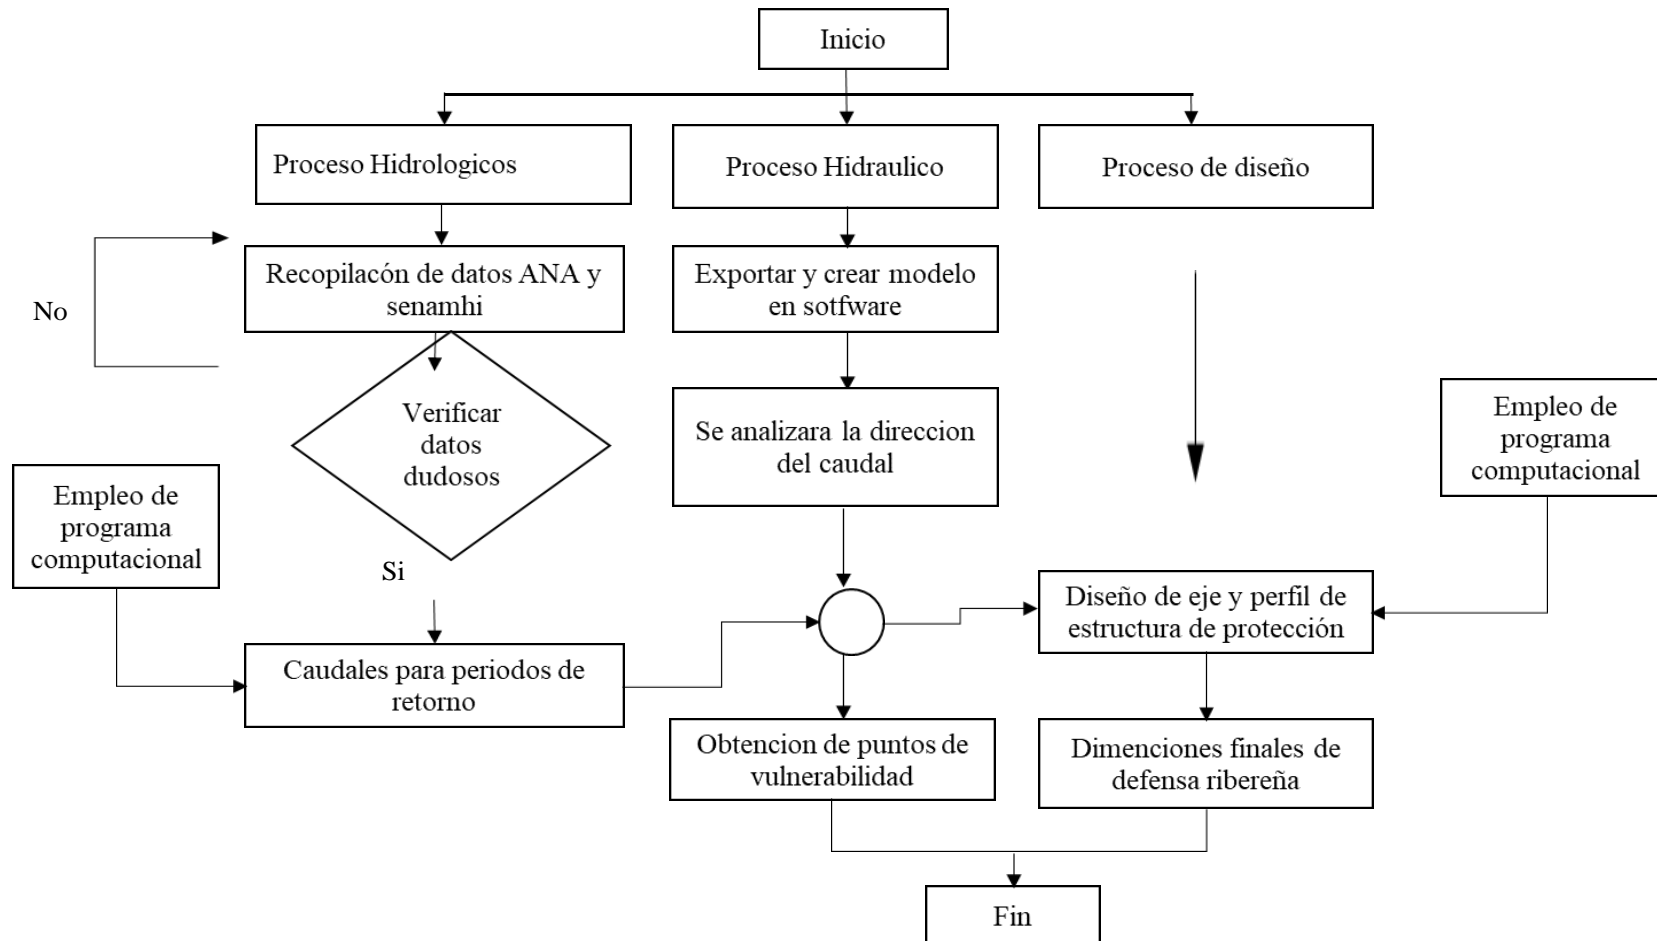 Inicio
Proceso Hidrologicos
Proceso Hidraulico
Proceso de diseño
Recopilacón de datos ANA y
senamhi
Exportar y crear modelo
en sotfware
No
Verificar
datos
dudosos
Se analizara la direccion
del caudal
Empleo de
programa
computacional
Empleo de
programa
computacional
Si
Diseño de eje y perfil de
estructura de protección
Caudales para periodos de
retorno
Obtencion de puntos de
vulnerabilidad
Dimenciones finales de
defensa ribereña
Fin